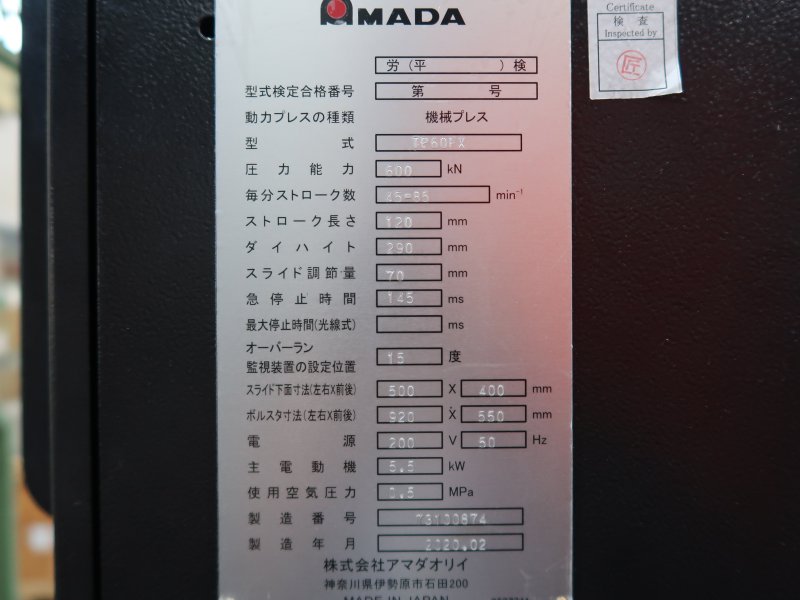 AMADA
Certificate
検 査
Inspected by
匠
労（平　　　）検
型式検定合格番号 第　　　号
動力プレスの種類 機械プレス
型式 TP60FX
圧力能力 600 kN
毎分ストローク数 45-95 min⁻¹
ストローク長さ 120 mm
ダイハイト 290 mm
スライド調節量 70 mm
急停止時間 145 ms
最大停止時間(光線式) ms
オーバーラン
監視装置の設定位置 15 度
スライド下面寸法(左右X前後) 500 X 400 mm
ボルスタ寸法(左右X前後) 920 X 550 mm
電源 200 V 50 Hz
主電動機 5.5 kW
使用空気圧力 0.5 MPa
製造番号 73100874
製造年月 2020.02
株式会社アマダオリイ
神奈川県伊勢原市石田200
MADE IN JAPAN